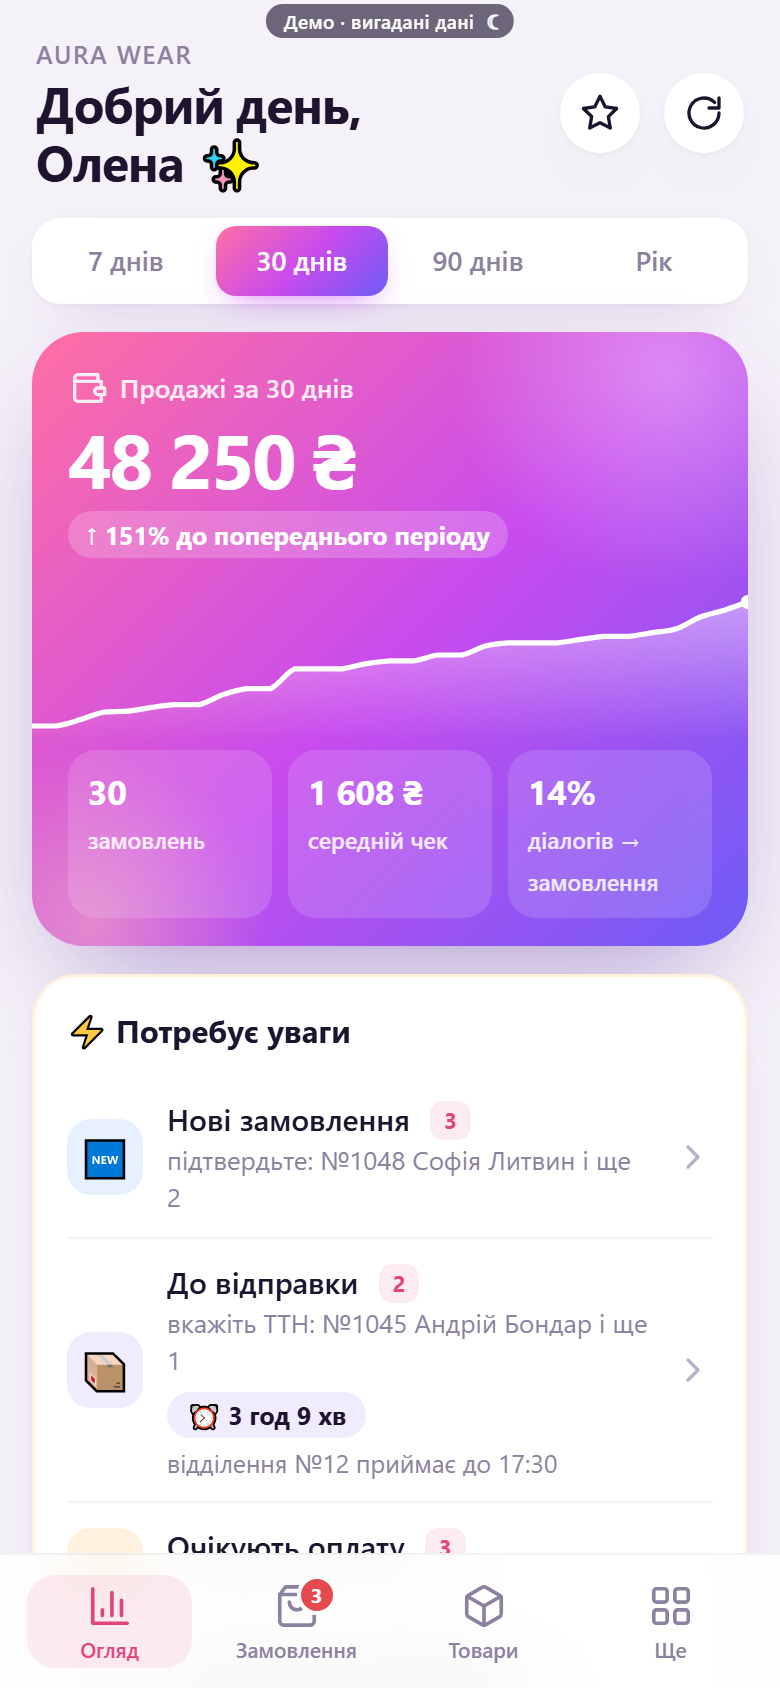 Демо · вигадані дані
AURA WEAR
Добрий день,
Олена
7 днів
30 днів
90 днів
Рік
Продажі за 30 днів
48 250 ₴
↑ 151% до попереднього періоду
30
замовлень
1 608 ₴
середній чек
14%
діалогів →
замовлення
Потребує уваги
NEW
Нові замовлення 3
підтвердьте: №1048 Софія Литвин і ще
2
До відправки 2
вкажіть ТТН: №1045 Андрій Бондар і ще
1
3 год 9 хв
відділення №12 приймає до 17:30
Очікують оплату 3
Огляд
3
Замовлення
Товари
Ще